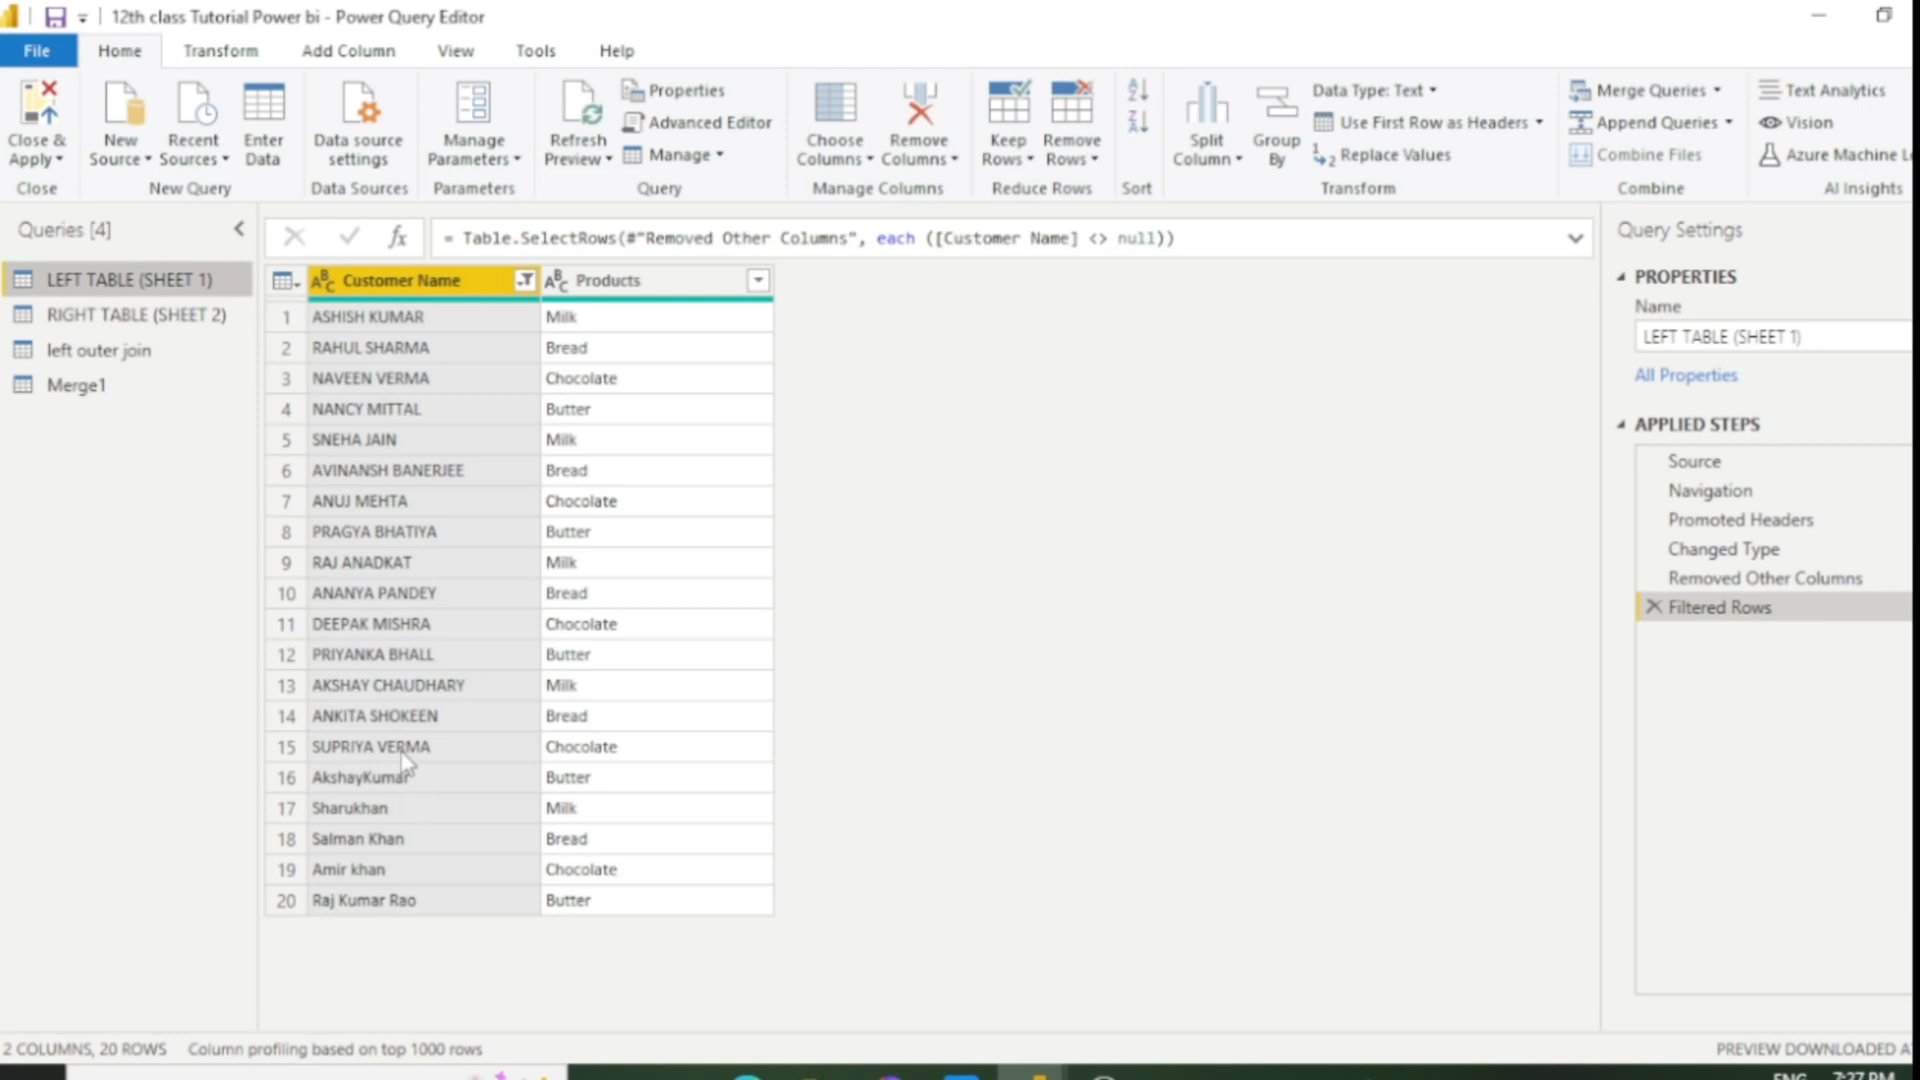 12th class Tutorial Power bi - Power Query Editor
File Home Transform Add Column View Tools Help
Close & Apply New Source Recent Sources Enter Data Data source settings Manage Parameters Refresh Preview Properties Advanced Editor Manage Choose Columns Remove Columns Keep Rows Remove Rows Split Column Group By Data Type: Text Use First Row as Headers Replace Values Merge Queries Append Queries Combine Files Text Analytics Vision Azure Machine
Close New Query Data Sources Parameters Query Manage Columns Reduce Rows Sort Transform Combine AI Insights
Queries [4]
LEFT TABLE (SHEET 1)
RIGHT TABLE (SHEET 2)
left outer join
Merge1
fx = Table.SelectRows(#"Removed Other Columns", each ([Customer Name] <> null))
Customer Name Products
1 ASHISH KUMAR Milk
2 RAHUL SHARMA Bread
3 NAVEEN VERMA Chocolate
4 NANCY MITTAL Butter
5 SNEHA JAIN Milk
6 AVINANSH BANERJEE Bread
7 ANUJ MEHTA Chocolate
8 PRAGYA BHATIYA Butter
9 RAJ ANADKAT Milk
10 ANANYA PANDEY Bread
11 DEEPAK MISHRA Chocolate
12 PRIYANKA BHALL Butter
13 AKSHAY CHAUDHARY Milk
14 ANKITA SHOKEEN Bread
15 SUPRIYA VERMA Chocolate
16 AkshayKumar Butter
17 Sharukhan Milk
18 Salman Khan Bread
19 Amir khan Chocolate
20 Raj Kumar Rao Butter
Query Settings
PROPERTIES
Name
LEFT TABLE (SHEET 1)
All Properties
APPLIED STEPS
Source
Navigation
Promoted Headers
Changed Type
Removed Other Columns
Filtered Rows
2 COLUMNS, 20 ROWS Column profiling based on top 1000 rows
PREVIEW DOWNLOADED
ENG 7:27 PM